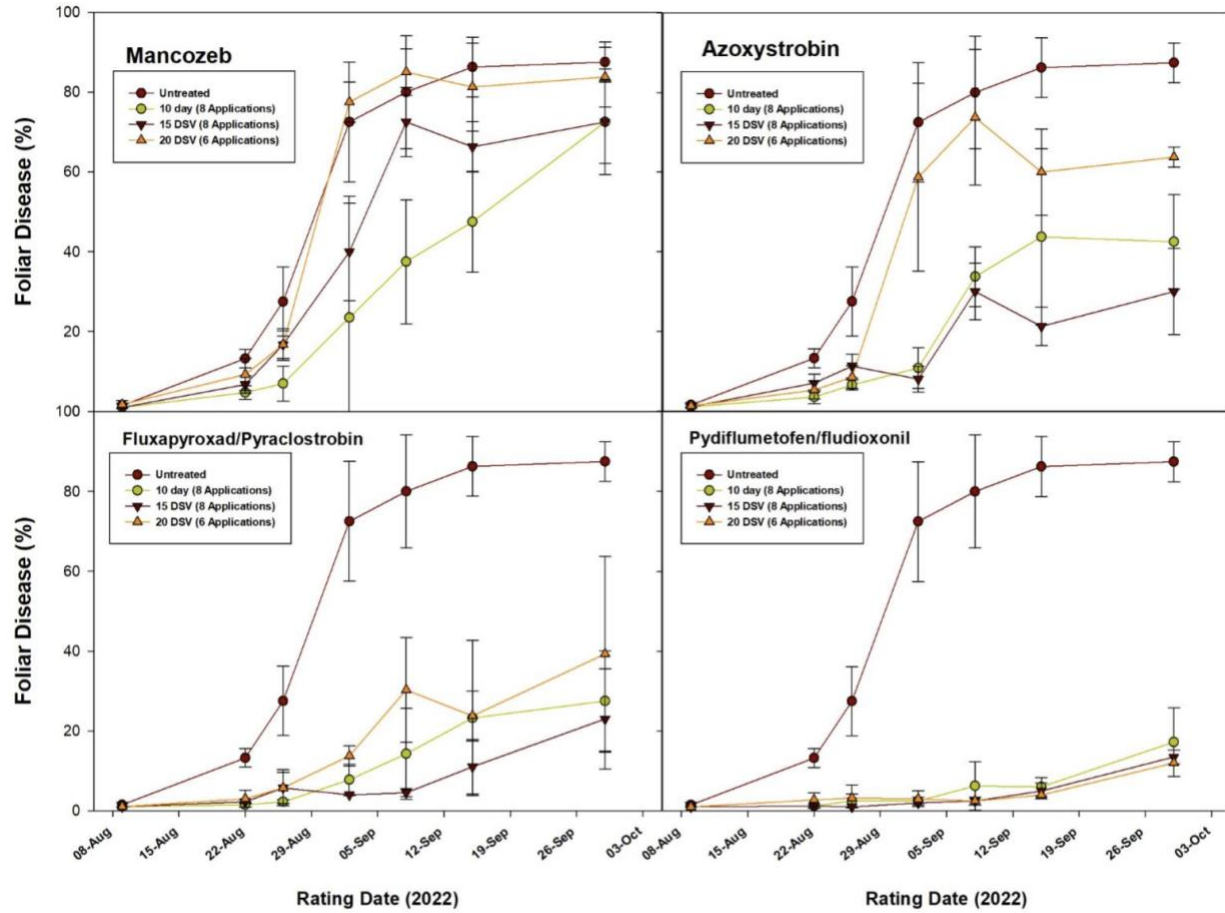 Foliar Disease (%)
100
80
60
40
20
Mancozeb
Untreated
10 day (8 Applications)
15 DSV (8 Applications)
20 DSV (6 Applications)
Azoxystrobin
Untreated
10 day (8 Applications)
15 DSV (8 Applications)
20 DSV (6 Applications)
Foliar Disease (%)
100
80
60
40
20
0
Fluxapyroxad/Pyraclostrobin
Untreated
10 day (8 Applications)
15 DSV (8 Applications)
20 DSV (6 Applications)
Pydiflumetofen/fludioxonil
Untreated
10 day (8 Applications)
15 DSV (8 Applications)
20 DSV (6 Applications)
08-Aug
15-Aug
22-Aug
29-Aug
05-Sep
12-Sep
19-Sep
26-Sep
03-Oct
08-Aug
15-Aug
22-Aug
29-Aug
05-Sep
12-Sep
19-Sep
26-Sep
03-Oct
Rating Date (2022)
Rating Date (2022)